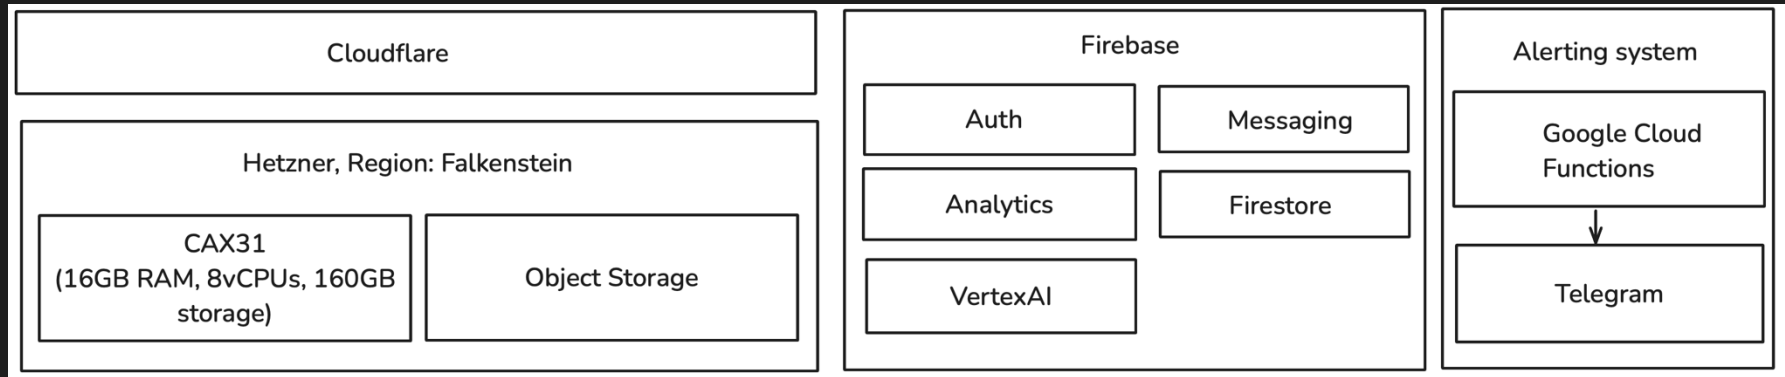 Cloudflare
Hetzner, Region: Falkenstein
CAX31
(16GB RAM, 8vCPUs, 160GB
storage)
Object Storage
Firebase
Auth
Messaging
Analytics
Firestore
VertexAI
Alerting system
Google Cloud
Functions
Telegram